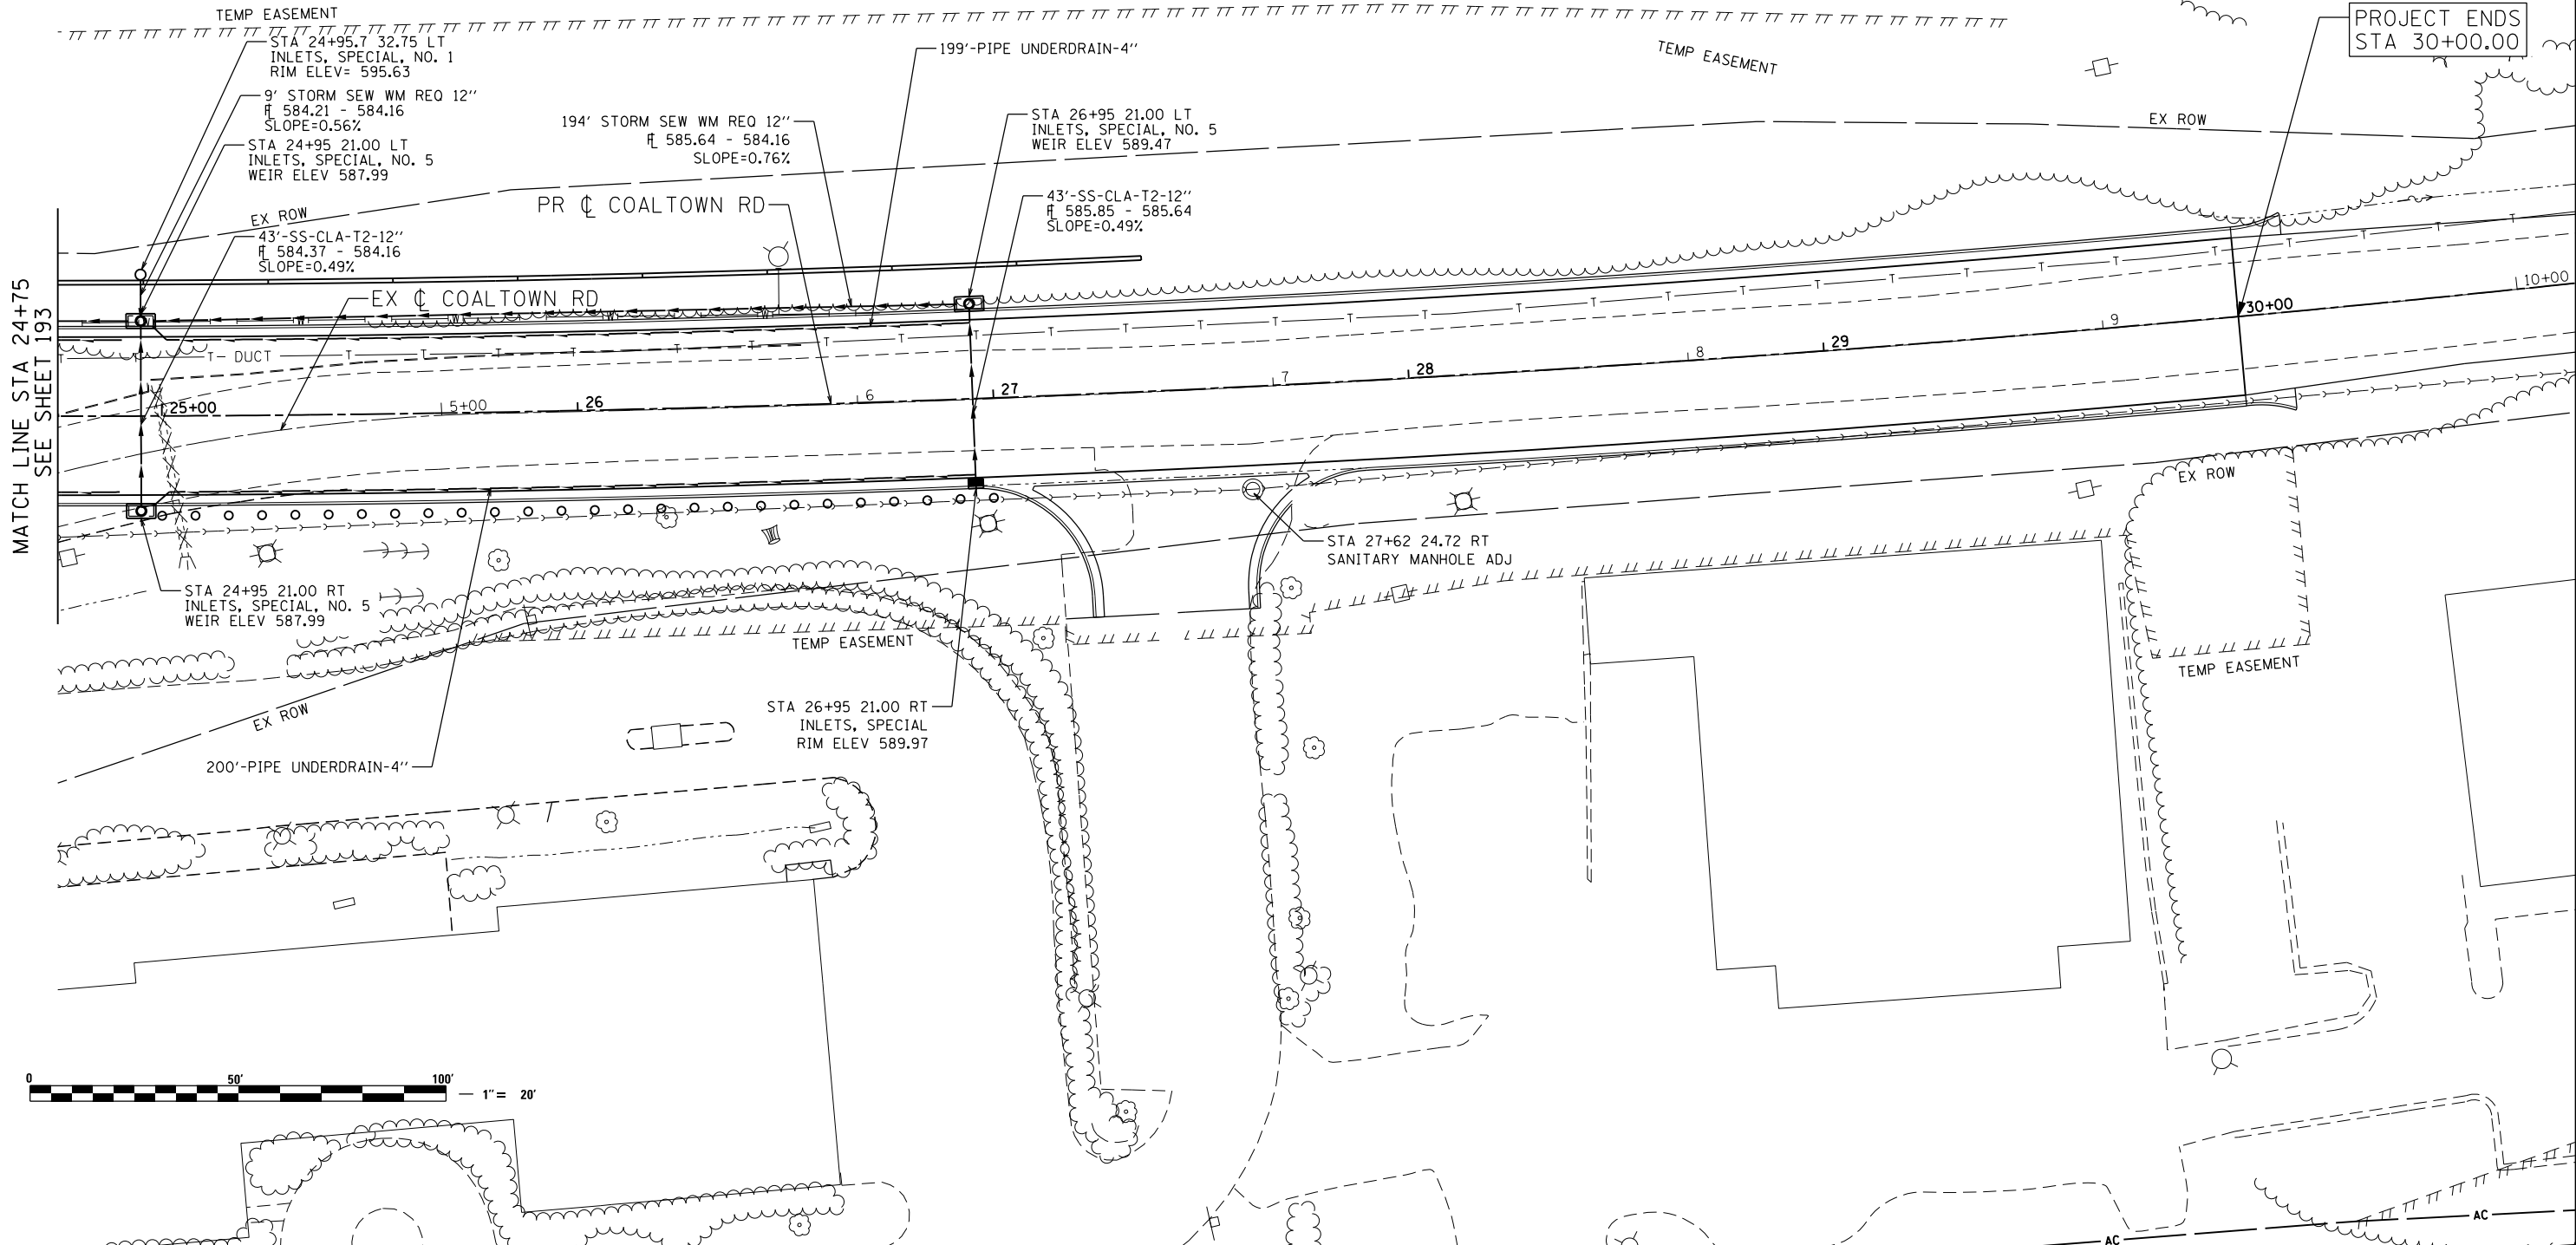 TEMP EASEMENT
STA 24+95.7 32.75 LT
INLETS, SPECIAL, NO. 1
RIM ELEV= 595.63
9' STORM SEW WM REQ 12"
FL 584.21 - 584.16
SLOPE=0.56%
STA 24+95 21.00 LT
INLETS, SPECIAL, NO. 5
WEIR ELEV 587.99
EX ROW
43'-SS-CLA-T2-12"
FL 584.37 - 584.16
SLOPE=0.49%
EX CL COALTOWN RD
194' STORM SEW WM REQ 12"
FL 585.64 - 584.16
SLOPE=0.76%
PR CL COALTOWN RD
199'-PIPE UNDERDRAIN-4"
STA 26+95 21.00 LT
INLETS, SPECIAL, NO. 5
WEIR ELEV 589.47
43'-SS-CLA-T2-12"
FL 585.85 - 585.64
SLOPE=0.49%
TEMP EASEMENT
PROJECT ENDS
STA 30+00.00
EX ROW
MATCH LINE STA 24+75
SEE SHEET 193
T- DUCT
25+00
5+00
26
6
27
7
28
8
29
9
30+00
10+00
STA 24+95 21.00 RT
INLETS, SPECIAL, NO. 5
WEIR ELEV 587.99
STA 27+62 24.72 RT
SANITARY MANHOLE ADJ
EX ROW
TEMP EASEMENT
TEMP EASEMENT
EX ROW
STA 26+95 21.00 RT
INLETS, SPECIAL
RIM ELEV 589.97
200'-PIPE UNDERDRAIN-4"
0 50' 100'
1"= 20'
AC
AC